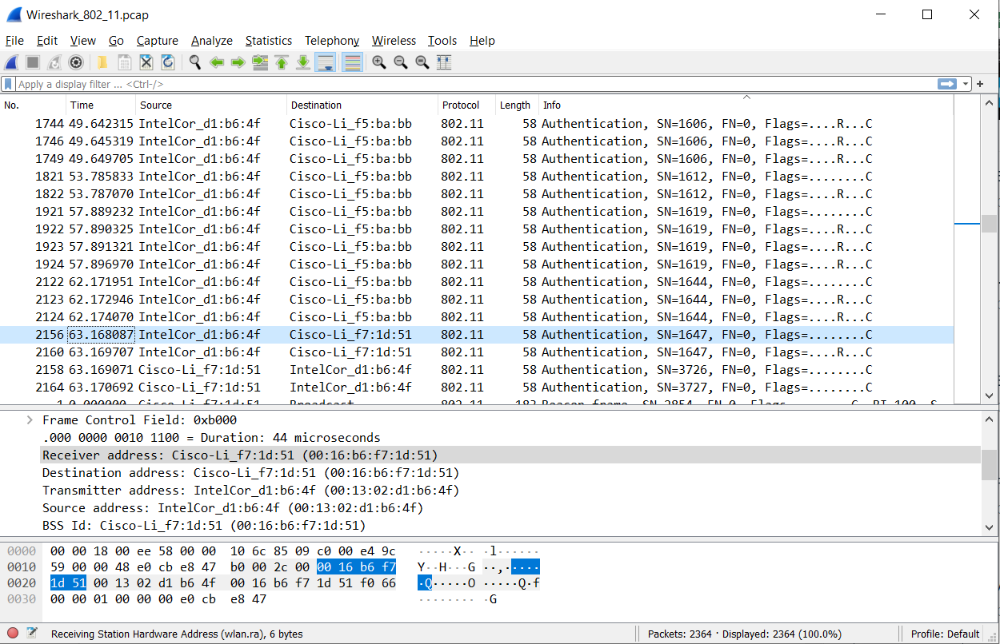 Wireshark_802_11.pcap
File Edit View Go Capture Analyze Statistics Telephony Wireless Tools Help
Apply a display filter ... <Ctrl-/>
No. Time Source Destination Protocol Length Info
1744 49.642315 IntelCor_d1:b6:4f Cisco-Li_f5:ba:bb 802.11 58 Authentication, SN=1606, FN=0, Flags=....R...C
1746 49.645319 IntelCor_d1:b6:4f Cisco-Li_f5:ba:bb 802.11 58 Authentication, SN=1606, FN=0, Flags=....R...C
1749 49.649705 IntelCor_d1:b6:4f Cisco-Li_f5:ba:bb 802.11 58 Authentication, SN=1606, FN=0, Flags=....R...C
1821 53.785833 IntelCor_d1:b6:4f Cisco-Li_f5:ba:bb 802.11 58 Authentication, SN=1612, FN=0, Flags=........C
1822 53.787070 IntelCor_d1:b6:4f Cisco-Li_f5:ba:bb 802.11 58 Authentication, SN=1612, FN=0, Flags=....R...C
1921 57.889232 IntelCor_d1:b6:4f Cisco-Li_f5:ba:bb 802.11 58 Authentication, SN=1619, FN=0, Flags=........C
1922 57.890325 IntelCor_d1:b6:4f Cisco-Li_f5:ba:bb 802.11 58 Authentication, SN=1619, FN=0, Flags=....R...C
1923 57.891321 IntelCor_d1:b6:4f Cisco-Li_f5:ba:bb 802.11 58 Authentication, SN=1619, FN=0, Flags=....R...C
1924 57.896970 IntelCor_d1:b6:4f Cisco-Li_f5:ba:bb 802.11 58 Authentication, SN=1619, FN=0, Flags=....R...C
2122 62.171951 IntelCor_d1:b6:4f Cisco-Li_f5:ba:bb 802.11 58 Authentication, SN=1644, FN=0, Flags=........C
2123 62.172946 IntelCor_d1:b6:4f Cisco-Li_f5:ba:bb 802.11 58 Authentication, SN=1644, FN=0, Flags=....R...C
2124 62.174070 IntelCor_d1:b6:4f Cisco-Li_f5:ba:bb 802.11 58 Authentication, SN=1644, FN=0, Flags=....R...C
2156 63.168087 IntelCor_d1:b6:4f Cisco-Li_f7:1d:51 802.11 58 Authentication, SN=1647, FN=0, Flags=........C
2160 63.169707 IntelCor_d1:b6:4f Cisco-Li_f7:1d:51 802.11 58 Authentication, SN=1647, FN=0, Flags=....R...C
2158 63.169071 Cisco-Li_f7:1d:51 IntelCor_d1:b6:4f 802.11 58 Authentication, SN=3726, FN=0, Flags=........C
2164 63.170692 Cisco-Li_f7:1d:51 IntelCor_d1:b6:4f 802.11 58 Authentication, SN=3727, FN=0, Flags=........C
1 0.000000 Cisco-Li_f7:1d:51 Broadcast 802.11 183 Beacon frame, SN=2854, FN=0, Flags=........C, BI=100, S
Frame Control Field: 0xb000
.000 0000 0010 1100 = Duration: 44 microseconds
Receiver address: Cisco-Li_f7:1d:51 (00:16:b6:f7:1d:51)
Destination address: Cisco-Li_f7:1d:51 (00:16:b6:f7:1d:51)
Transmitter address: IntelCor_d1:b6:4f (00:13:02:d1:b6:4f)
Source address: IntelCor_d1:b6:4f (00:13:02:d1:b6:4f)
BSS Id: Cisco-Li_f7:1d:51 (00:16:b6:f7:1d:51)
0000 00 00 18 00 ee 58 00 00 10 6c 85 09 c0 00 e4 9c ·····X·· ·l······
0010 59 00 00 48 e0 cb e8 47 b0 00 2c 00 00 16 b6 f7 Y··H···G ··,·····
0020 1d 51 00 13 02 d1 b6 4f 00 16 b6 f7 1d 51 f0 66 ·Q·····O ·····Q·f
0030 00 00 01 00 00 00 e0 cb e8 47 ········ ·G
Receiving Station Hardware Address (wlan.ra), 6 bytes Packets: 2364 · Displayed: 2364 (100.0%) Profile: Default